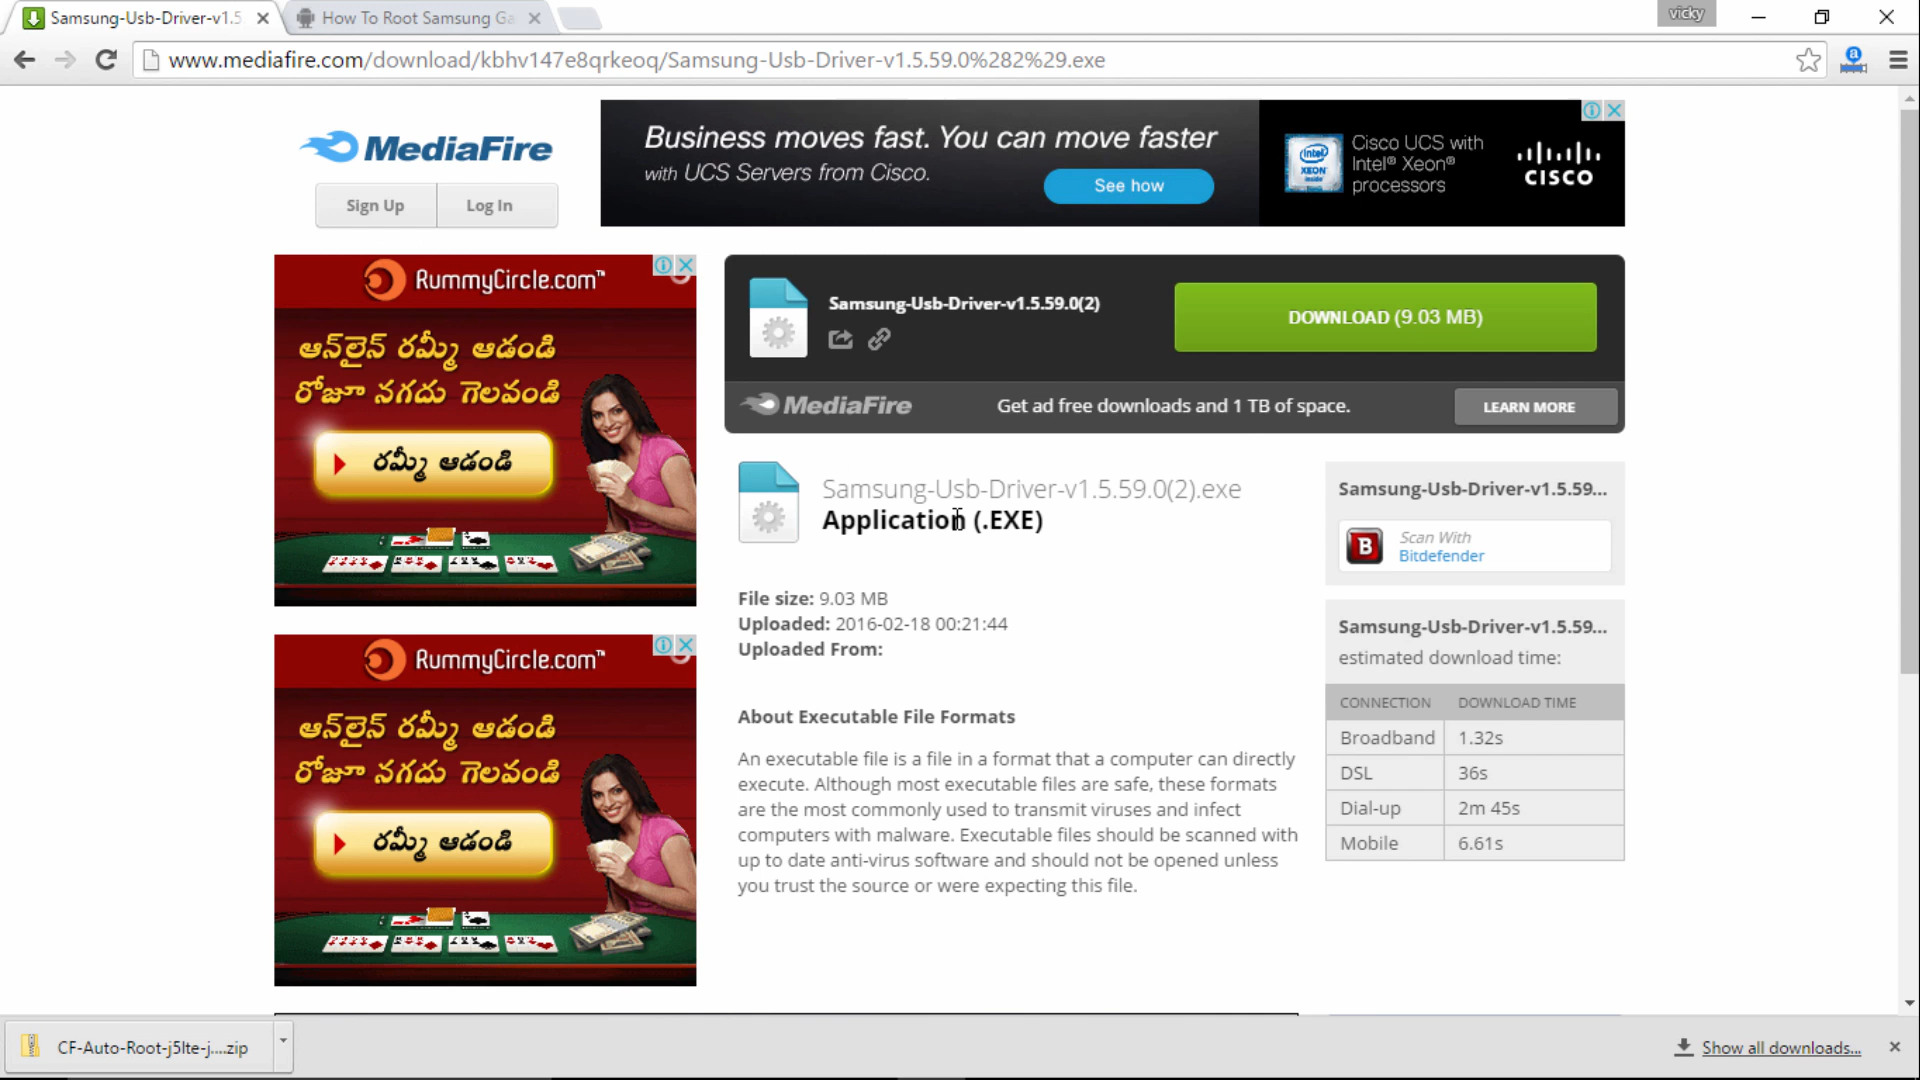 Samsung-Usb-Driver-v1.5
How To Root Samsung Ga
vicky
www.mediafire.com/download/kbhv147e8qrkeoq/Samsung-Usb-Driver-v1.5.59.0%282%29.exe
MediaFire
Sign Up
Log In
Business moves fast. You can move faster
with UCS Servers from Cisco.
See how
intel
XEON
inside
Cisco UCS with
Intel® Xeon®
processors
CISCO
RummyCircle.com™
ఆన్‌లైన్ రమ్మీ ఆడండి
రోజూ నగదు గెలవండి
రమ్మీ ఆడండి
Samsung-Usb-Driver-v1.5.59.0(2)
DOWNLOAD (9.03 MB)
MediaFire
Get ad free downloads and 1 TB of space.
LEARN MORE
Samsung-Usb-Driver-v1.5.59.0(2).exe
Application (.EXE)
File size: 9.03 MB
Uploaded: 2016-02-18 00:21:44
Uploaded From:
About Executable File Formats
An executable file is a file in a format that a computer can directly
execute. Although most executable files are safe, these formats
are the most commonly used to transmit viruses and infect
computers with malware. Executable files should be scanned with
up to date anti-virus software and should not be opened unless
you trust the source or were expecting this file.
Samsung-Usb-Driver-v1.5.59...
B
Scan With
Bitdefender
Samsung-Usb-Driver-v1.5.59...
estimated download time:
CONNECTION DOWNLOAD TIME
Broadband 1.32s
DSL 36s
Dial-up 2m 45s
Mobile 6.61s
RummyCircle.com™
ఆన్‌లైన్ రమ్మీ ఆడండి
రోజూ నగదు గెలవండి
రమ్మీ ఆడండి
CF-Auto-Root-j5lte-j....zip
Show all downloads...